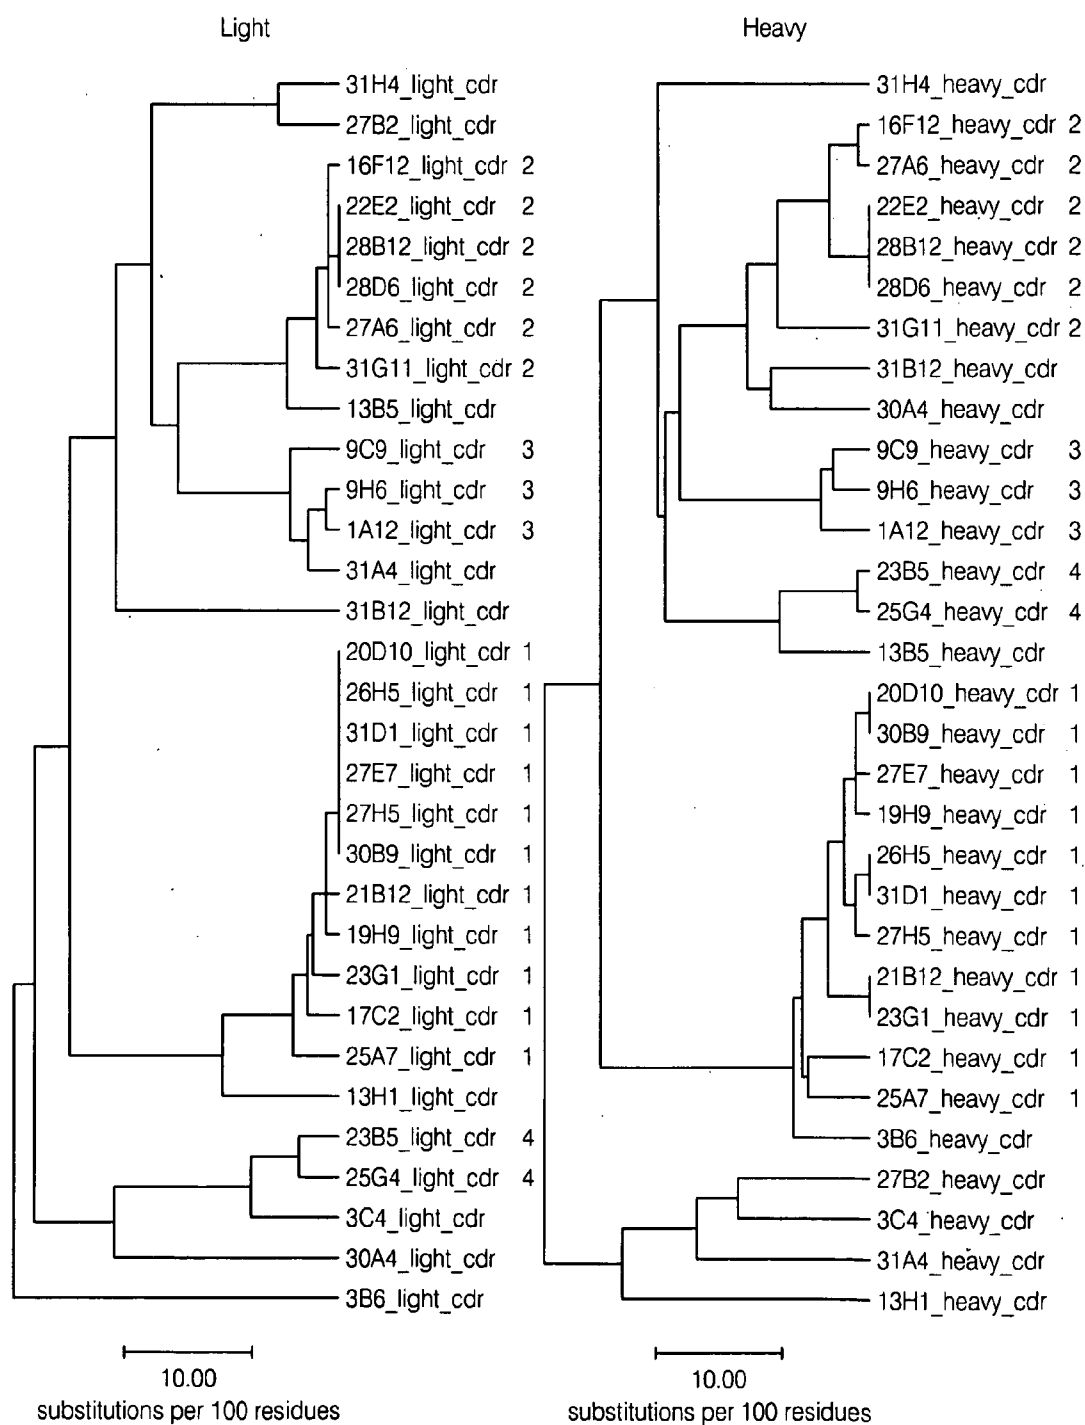 Light
31H4_light_cdr
27B2_light_cdr
16F12_light_cdr 2
22E2_light_cdr 2
28B12_light_cdr 2
28D6_light_cdr 2
27A6_light_cdr 2
31G11_light_cdr 2
13B5_light_cdr
9C9_light_cdr 3
9H6_light_cdr 3
1A12_light_cdr 3
31A4_light_cdr
31B12_light_cdr
20D10_light_cdr 1
26H5_light_cdr 1
31D1_light_cdr 1
27E7_light_cdr 1
27H5_light_cdr 1
30B9_light_cdr 1
21B12_light_cdr 1
19H9_light_cdr 1
23G1_light_cdr 1
17C2_light_cdr 1
25A7_light_cdr 1
13H1_light_cdr
23B5_light_cdr 4
25G4_light_cdr 4
3C4_light_cdr
30A4_light_cdr
3B6_light_cdr
10.00
substitutions per 100 residues
Heavy
31H4_heavy_cdr
16F12_heavy_cdr 2
27A6_heavy_cdr 2
22E2_heavy_cdr 2
28B12_heavy_cdr 2
28D6_heavy_cdr 2
31G11_heavy_cdr 2
31B12_heavy_cdr
30A4_heavy_cdr
9C9_heavy_cdr 3
9H6_heavy_cdr 3
1A12_heavy_cdr 3
23B5_heavy_cdr 4
25G4_heavy_cdr 4
13B5_heavy_cdr
20D10_heavy_cdr 1
30B9_heavy_cdr 1
27E7_heavy_cdr 1
19H9_heavy_cdr 1
26H5_heavy_cdr 1
31D1_heavy_cdr 1
27H5_heavy_cdr 1
21B12_heavy_cdr 1
23G1_heavy_cdr 1
17C2_heavy_cdr 1
25A7_heavy_cdr 1
3B6_heavy_cdr
27B2_heavy_cdr
3C4_heavy_cdr
31A4_heavy_cdr
13H1_heavy_cdr
10.00
substitutions per 100 residues